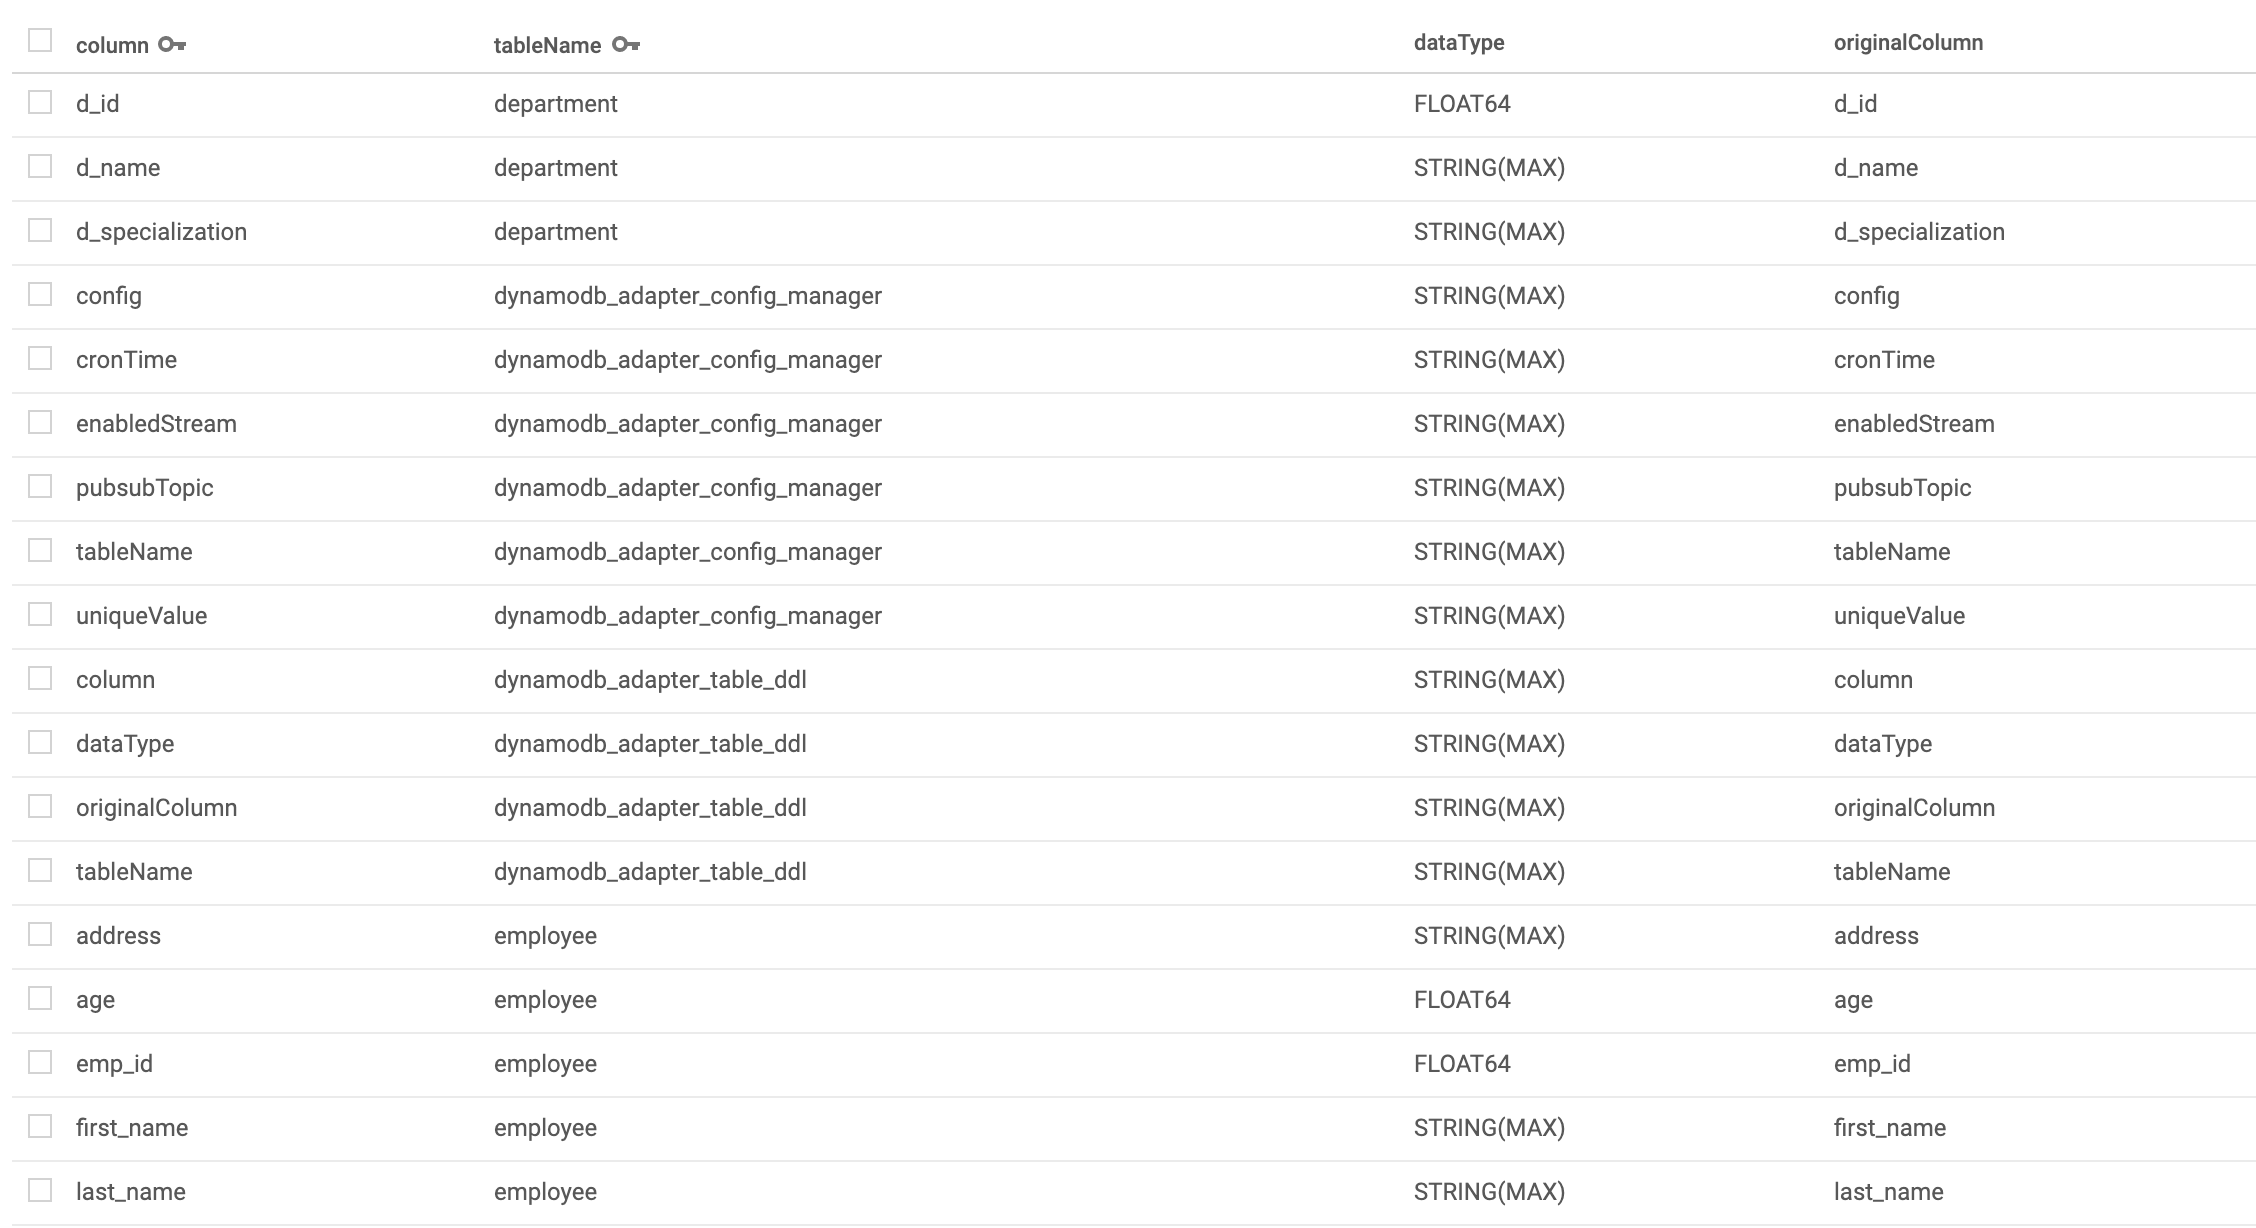 column tableName dataType originalColumn
d_id department FLOAT64 d_id
d_name department STRING(MAX) d_name
d_specialization department STRING(MAX) d_specialization
config dynamodb_adapter_config_manager STRING(MAX) config
cronTime dynamodb_adapter_config_manager STRING(MAX) cronTime
enabledStream dynamodb_adapter_config_manager STRING(MAX) enabledStream
pubsubTopic dynamodb_adapter_config_manager STRING(MAX) pubsubTopic
tableName dynamodb_adapter_config_manager STRING(MAX) tableName
uniqueValue dynamodb_adapter_config_manager STRING(MAX) uniqueValue
column dynamodb_adapter_table_ddl STRING(MAX) column
dataType dynamodb_adapter_table_ddl STRING(MAX) dataType
originalColumn dynamodb_adapter_table_ddl STRING(MAX) originalColumn
tableName dynamodb_adapter_table_ddl STRING(MAX) tableName
address employee STRING(MAX) address
age employee FLOAT64 age
emp_id employee FLOAT64 emp_id
first_name employee STRING(MAX) first_name
last_name employee STRING(MAX) last_name